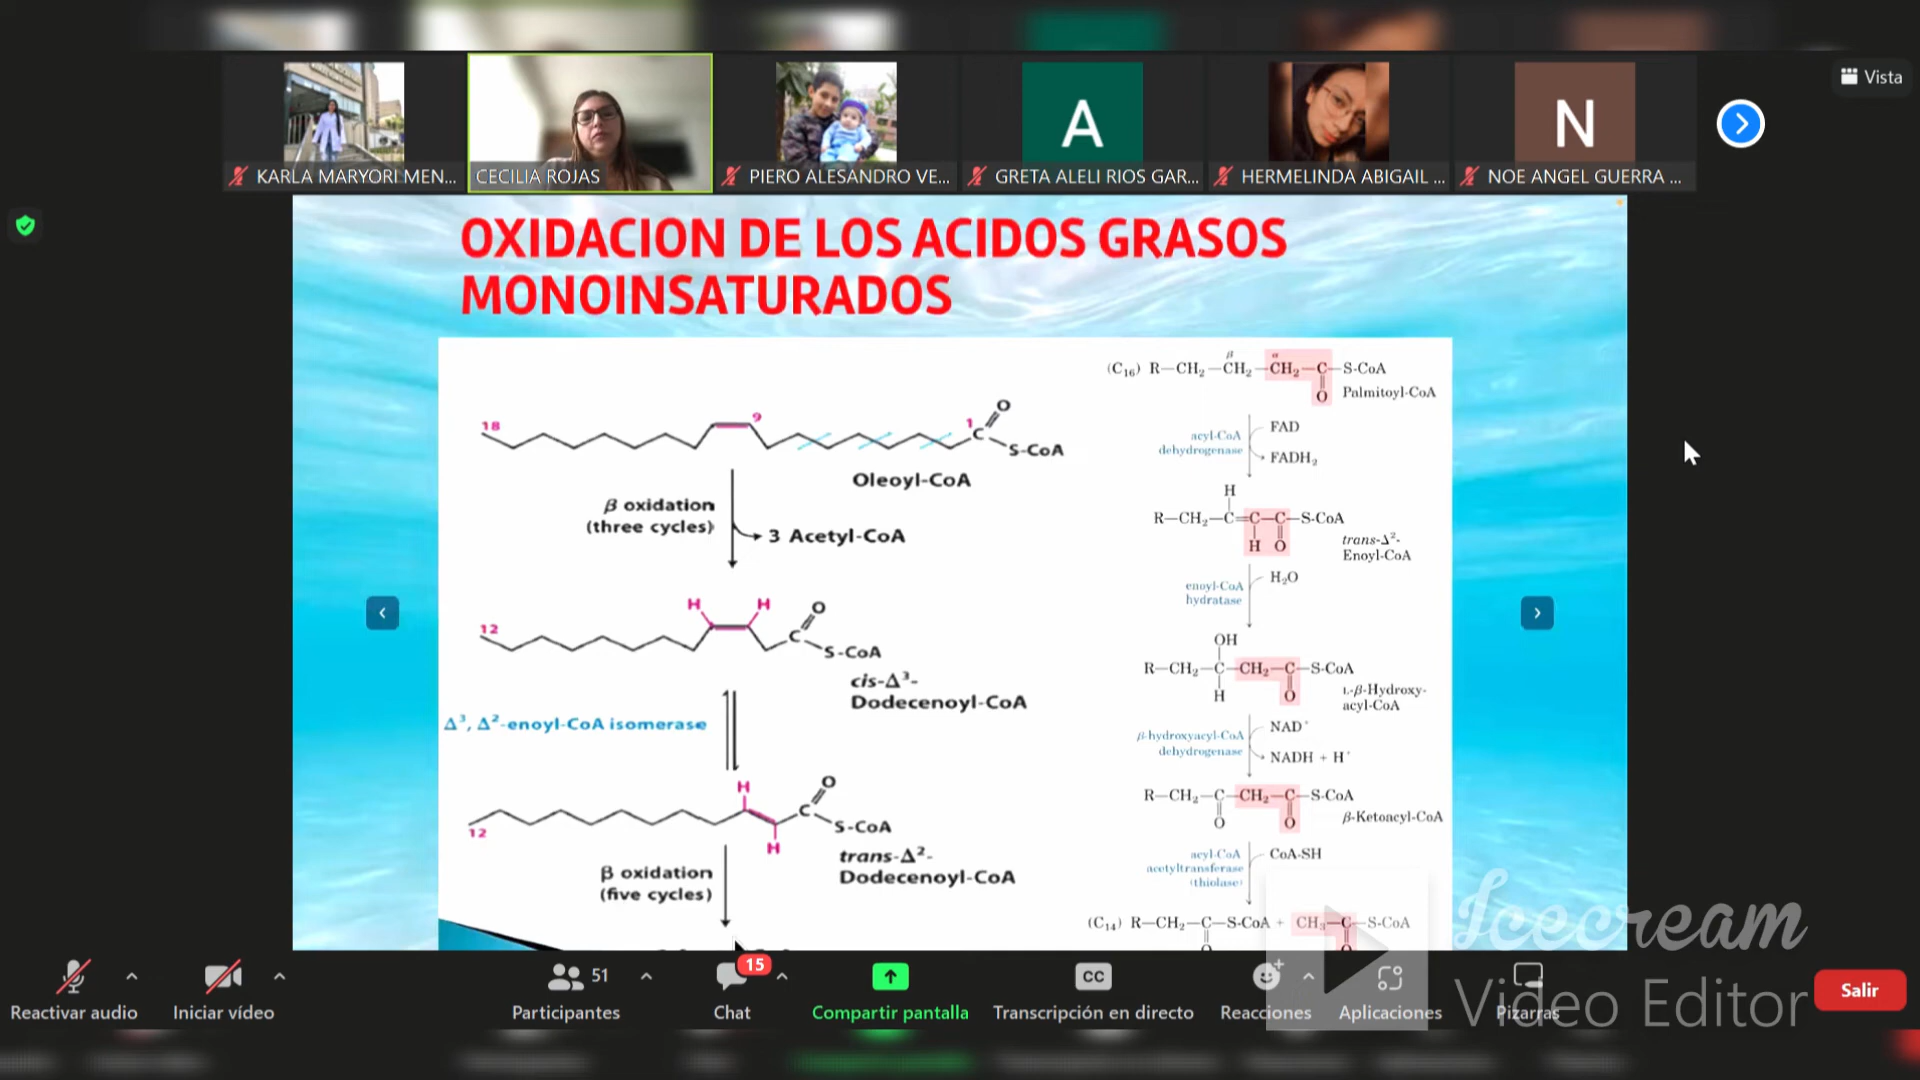 Vista
A
N
KARLA MARYORI MEN...
CECILIA ROJAS
PIERO ALESANDRO VE...
GRETA ALELI RIOS GAR...
HERMELINDA ABIGAIL ...
NOE ANGEL GUERRA ...
OXIDACION DE LOS ACIDOS GRASOS
MONOINSATURADOS
18
9
1
C
O
S-CoA
Oleoyl-CoA
β oxidation
(three cycles)
3 Acetyl-CoA
12
H
H
O
C
S-CoA
cis-Δ³-
Dodecenoyl-CoA
Δ³, Δ²-enoyl-CoA isomerase
12
H
H
O
C
S-CoA
trans-Δ²-
Dodecenoyl-CoA
β oxidation
(five cycles)
β α
(C₁₆) R—CH₂—CH₂—CH₂—C—S-CoA
O Palmitoyl-CoA
acyl-CoA
dehydrogenase
FAD
FADH₂
H
R—CH₂—C=C—C—S-CoA
H O
trans-Δ²-
Enoyl-CoA
enoyl-CoA
hydratase
H₂O
OH
R—CH₂—C—CH₂—C—S-CoA
H O
L-β-Hydroxy-
acyl-CoA
β-hydroxyacyl-CoA
dehydrogenase
NAD⁺
NADH + H⁺
R—CH₂—C—CH₂—C—S-CoA
O O
β-Ketoacyl-CoA
acyl-CoA
acetyltransferase
(thiolase)
CoA-SH
(C₁₄) R—CH₂—C—S-CoA + CH₃—C—S-CoA
Icecream
Video Editor
51
15
CC
Reactivar audio
Iniciar vídeo
Participantes
Chat
Compartir pantalla
Transcripción en directo
Reacciones
Aplicaciones
Pizarras
Salir